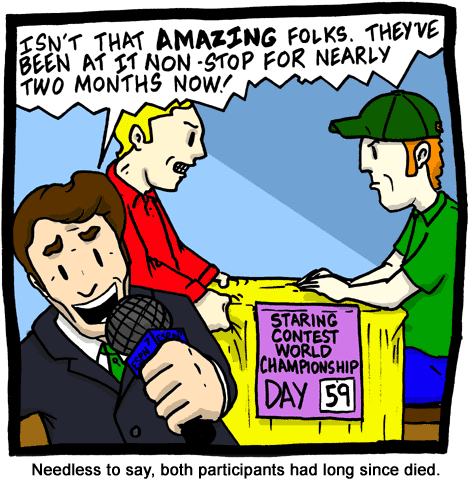 ISN'T THAT AMAZING FOLKS. THEY'VE
BEEN AT IT NON-STOP FOR NEARLY
TWO MONTHS NOW!
STARING
CONTEST
WORLD
CHAMPIONSHIP
DAY 59
Needless to say, both participants had long since died.